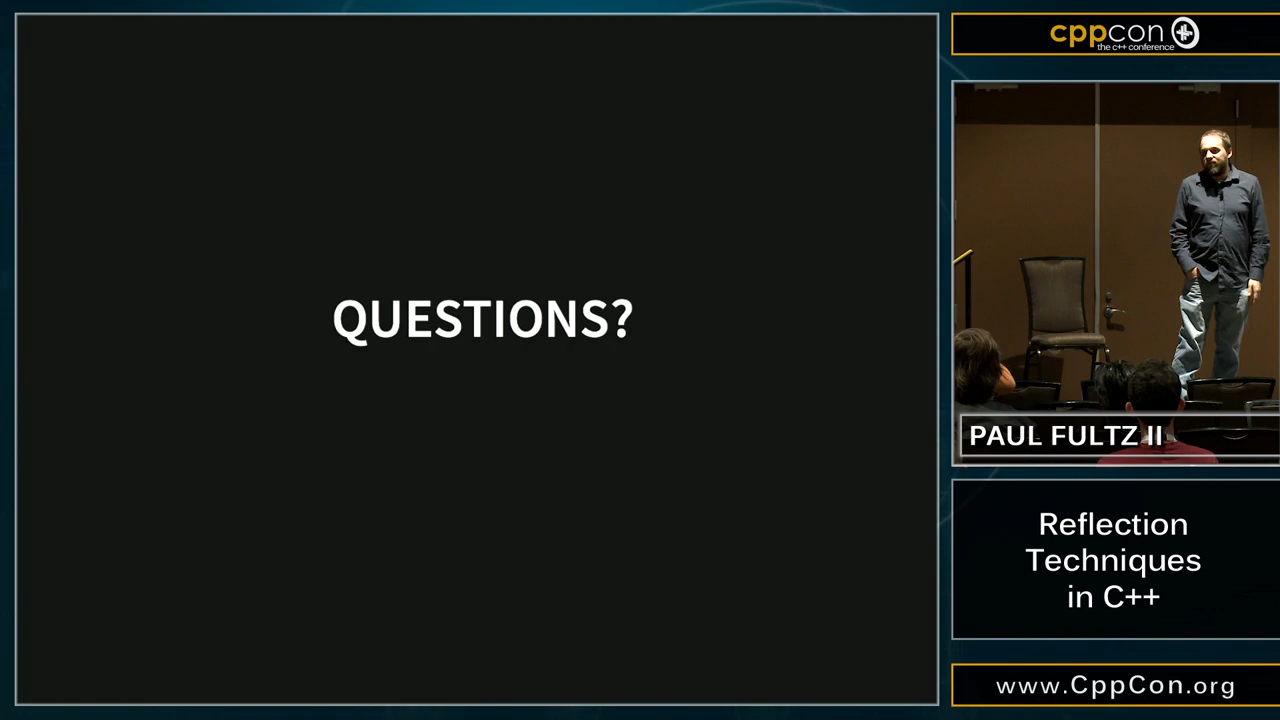 QUESTIONS?
cppcon
the c++ conference
PAUL FULTZ II
Reflection
Techniques
in C++
www.CppCon.org